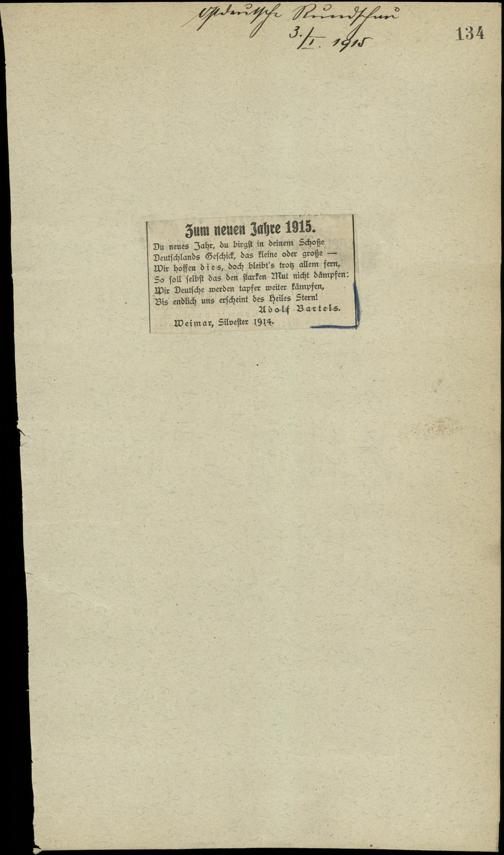 Ostdeutsche Rundschau
3./I. 1915
134
Zum neuen Jahre 1915.
Du neues Jahr, du birgst in deinem Schoße
Deutschlands Geschick, das kleine oder große —
Wir hoffen dies, doch bleibt's trotz allem fern,
So soll selbst das den starken Mut nicht dämpfen:
Wir Deutsche werden tapfer weiter kämpfen,
Bis endlich uns erscheint des Heiles Stern!
Adolf Bartels.
Weimar, Silvester 1914.